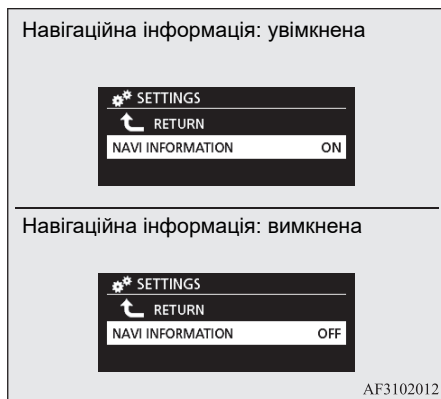 Навігаційна інформація: увімкнена
SETTINGS
RETURN
NAVI INFORMATION ON
Навігаційна інформація: вимкнена
SETTINGS
RETURN
NAVI INFORMATION OFF
AF3102012